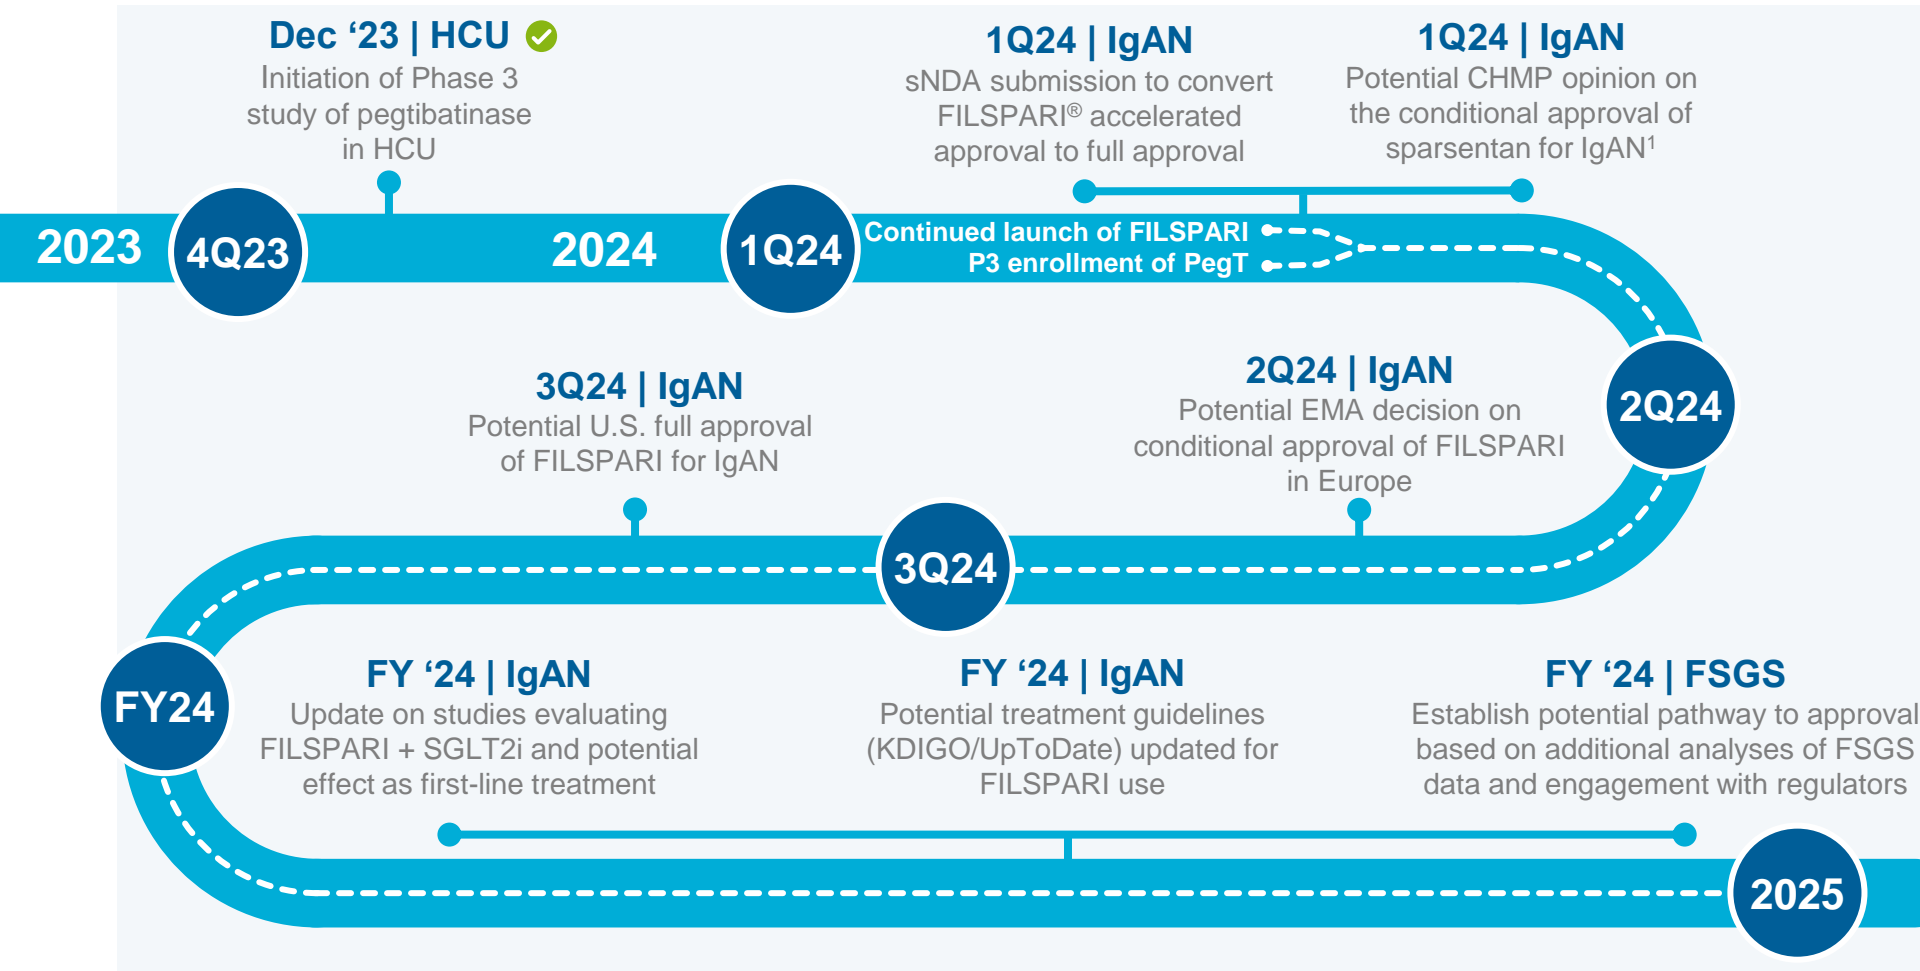 Dec ‘23 | HCU
Initiation of Phase 3
study of pegtibatinase
in HCU
1Q24 | IgAN
sNDA submission to convert
FILSPARI® accelerated
approval to full approval
1Q24 | IgAN
Potential CHMP opinion on
the conditional approval of
sparsentan for IgAN¹
2023
4Q23
2024
1Q24
Continued launch of FILSPARI
P3 enrollment of PegT
2Q24
2Q24 | IgAN
Potential EMA decision on
conditional approval of FILSPARI
in Europe
3Q24 | IgAN
Potential U.S. full approval
of FILSPARI for IgAN
3Q24
FY24
FY ‘24 | IgAN
Update on studies evaluating
FILSPARI + SGLT2i and potential
effect as first-line treatment
FY ‘24 | IgAN
Potential treatment guidelines
(KDIGO/UpToDate) updated for
FILSPARI use
FY ‘24 | FSGS
Establish potential pathway to approval
based on additional analyses of FSGS
data and engagement with regulators
2025